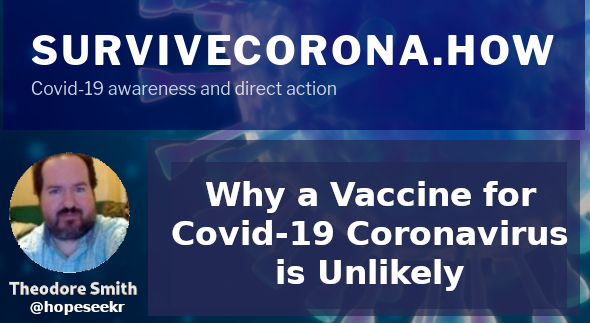 SURVIVECORONA.HOW
Covid-19 awareness and direct action
Why a Vaccine for
Covid-19 Coronavirus
is Unlikely
Theodore Smith
@hopeseekr